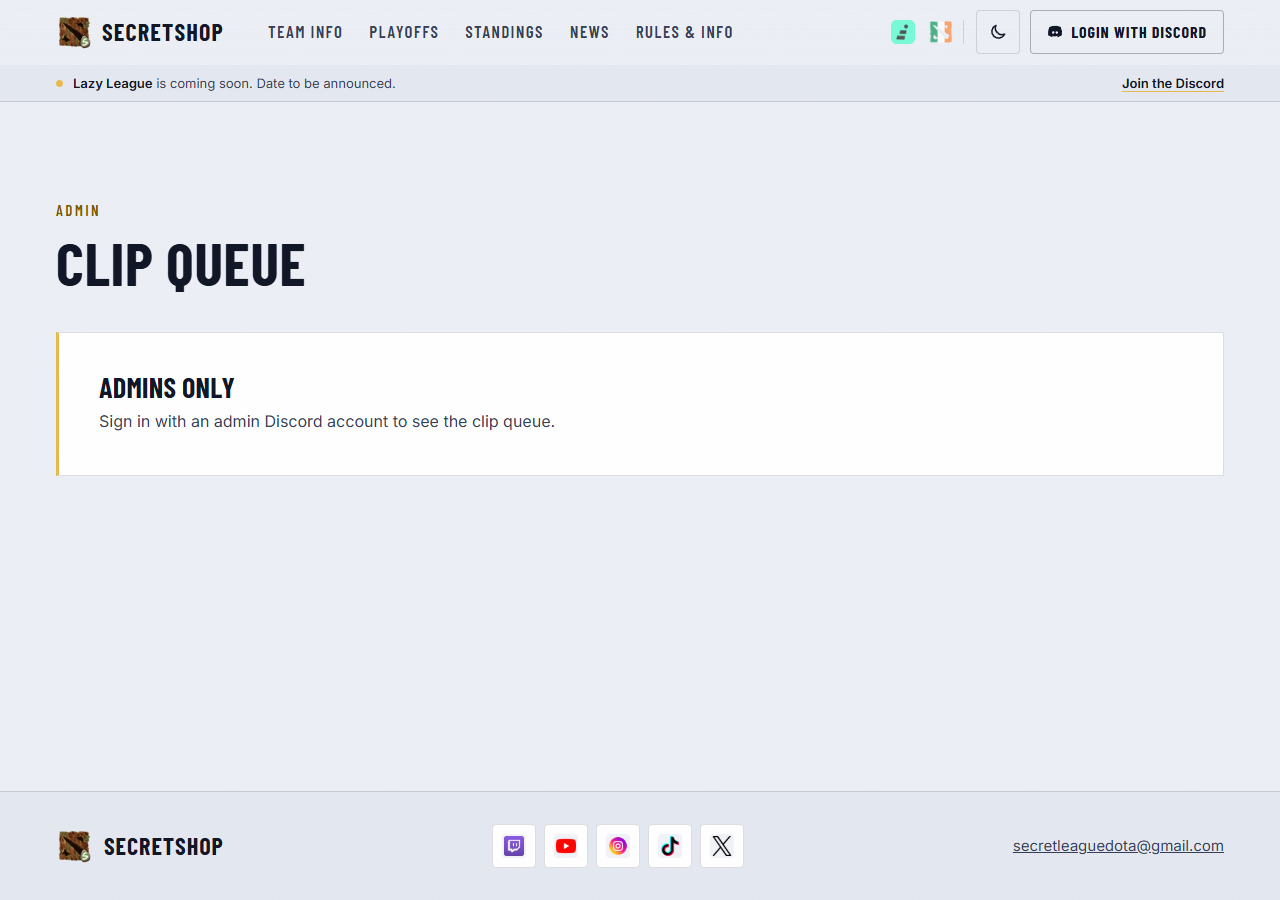 SECRETSHOP
TEAM INFO
PLAYOFFS
STANDINGS
NEWS
RULES & INFO
LOGIN WITH DISCORD
Lazy League is coming soon. Date to be announced.
Join the Discord
ADMIN
CLIP QUEUE
ADMINS ONLY
Sign in with an admin Discord account to see the clip queue.
SECRETSHOP
secretleaguedota@gmail.com